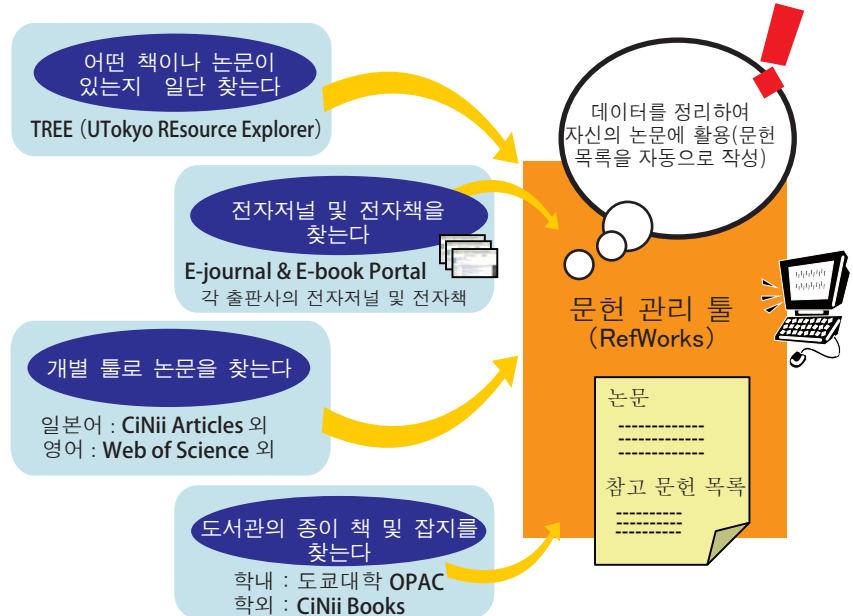 어떤 책이나 논문이
있는지 일단 찾는다
TREE (UTokyo REsource Explorer)
전자저널 및 전자책을
찾는다
E-journal & E-book Portal
각 출판사의 전자저널 및 전자책
개별 툴로 논문을 찾는다
일본어 : CiNii Articles 외
영어 : Web of Science 외
도서관의 종이 책 및 잡지를
찾는다
학내 : 도쿄대학 OPAC
학외 : CiNii Books
데이터를 정리하여
자신의 논문에 활용(문헌
목록을 자동으로 작성)
문헌 관리 툴
(RefWorks)
논문
참고 문헌 목록